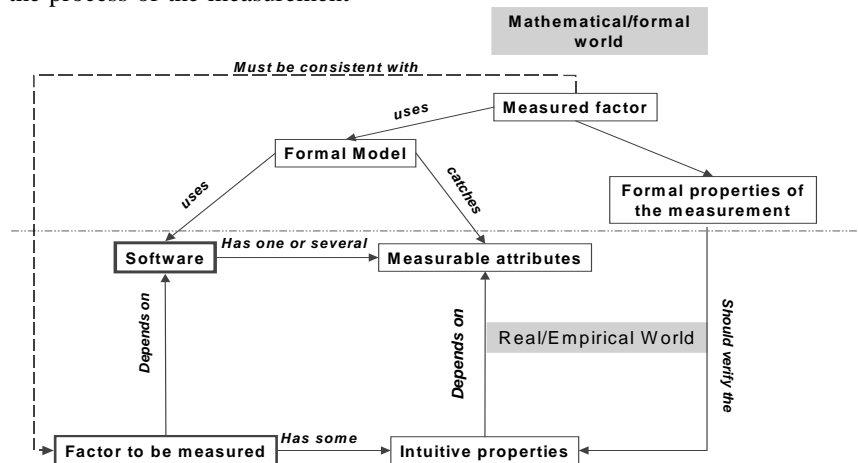 the process of the measurement
Mathematical/formal
world
Must be consistent with
Measured factor
uses
Formal Model
uses
catches
Formal properties of
the measurement
Has one or several
Software
Measurable attributes
Depends on
Depends on
Real/Empirical World
Should verify the
Has some
Factor to be measured
Intuitive properties